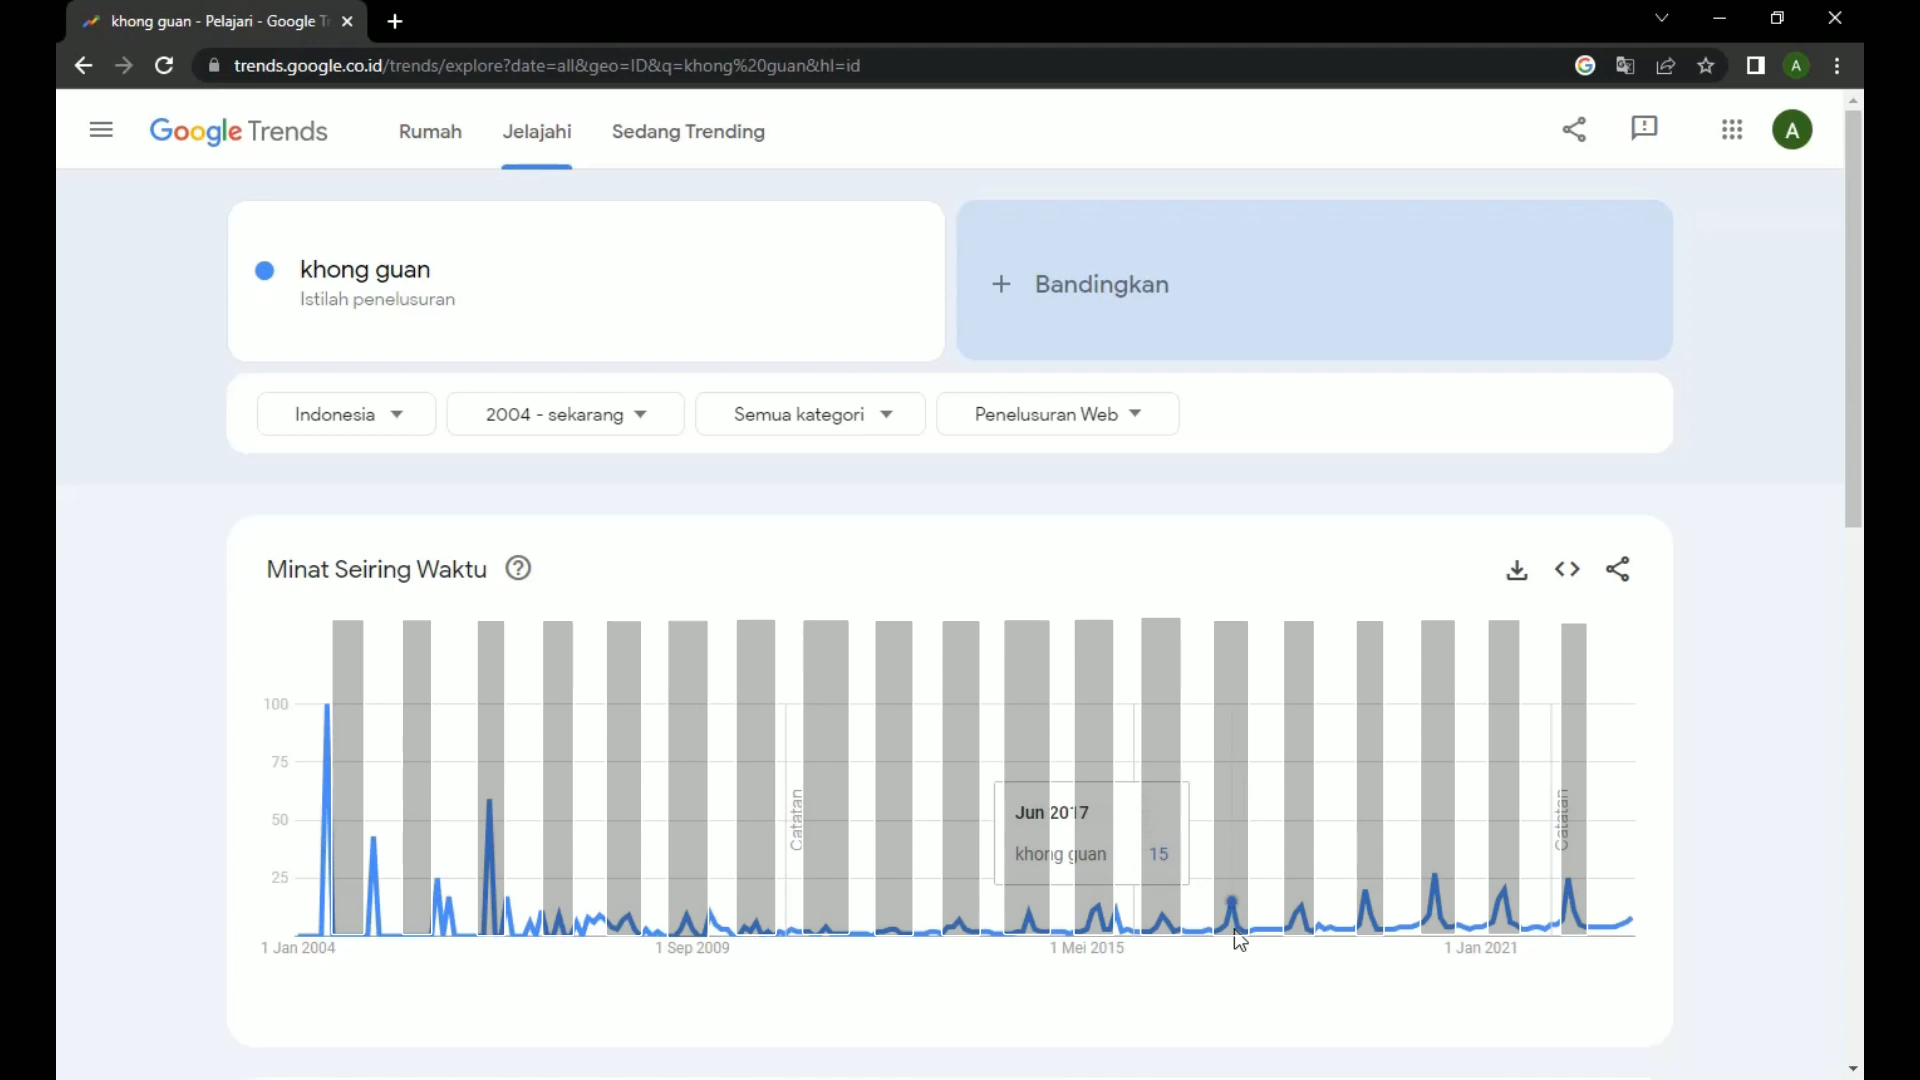 khong guan - Pelajari - Google Tr
trends.google.co.id/trends/explore?date=all&geo=ID&q=khong%20guan&hl=id
A
Google Trends
Rumah
Jelajahi
Sedang Trending
A
khong guan
Istilah penelusuran
+ Bandingkan
Indonesia
2004 - sekarang
Semua kategori
Penelusuran Web
Minat Seiring Waktu
100
75
50
25
Catatan
Jun 2017
khong guan 15
Catatan
1 Jan 2004
1 Sep 2009
1 Mei 2015
1 Jan 2021